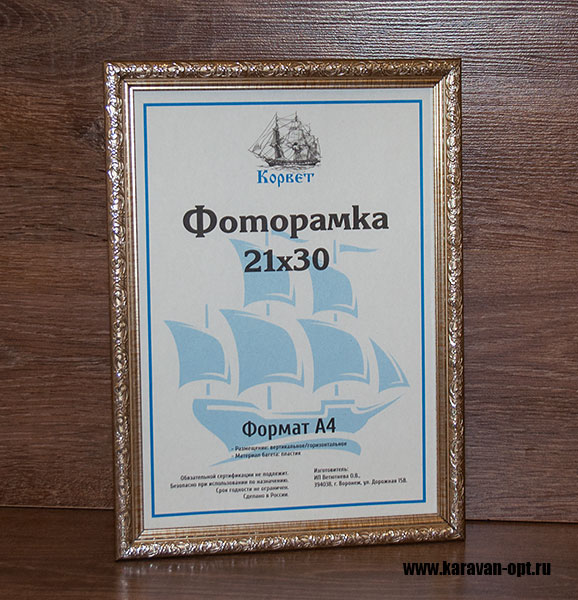 Корвет
Фоторамка
21х30
Формат А4
- Размещение: вертикальное/горизонтальное
- Материал багета: пластик
Обязательной сертификации не подлежит.
Безопасно при использовании по назначению.
Срок годности не ограничен.
Сделано в России.
Изготовитель:
ИП Ветютнева О.В.,
394038, г. Воронеж, ул. Дорожная 15В.
www.karavan-opt.ru